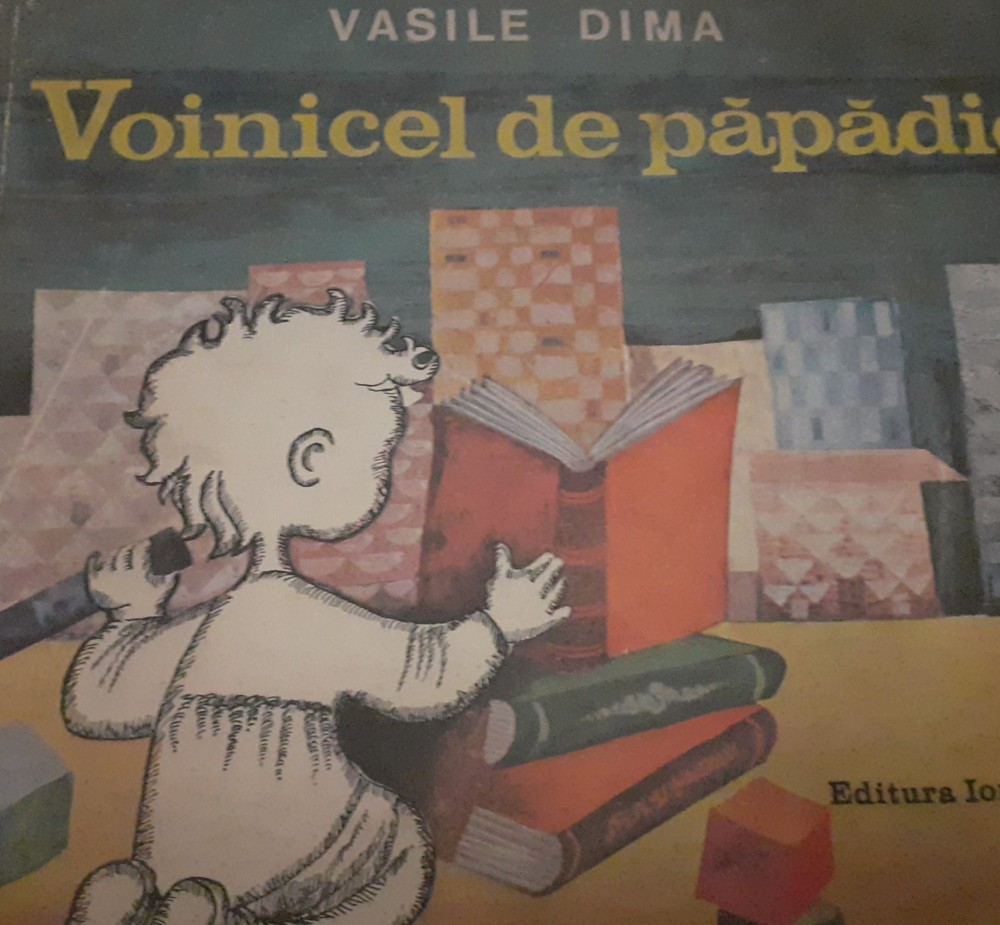 VASILE DIMA
Voinicel de păpădi
Editura Io